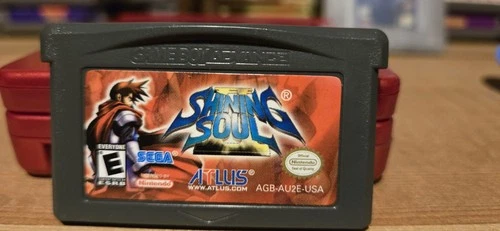 GAME BOY ADVANCE
SHINING
SOUL
II
®
EVERYONE
E
ESRB
SEGA
Nintendo
ATLUS
WWW.ATLUS.COM
Official
Nintendo
Seal of Quality
AGB-AU2E-USA